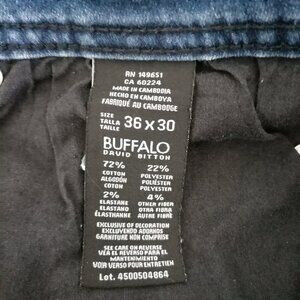 RN 149651
CA 60224
MADE IN CAMBODIA
HECHO EN CAMBOYA
FABRIQUÉ AU CAMBODGE
SIZE
TALLA 36 x 30
TAILLE
BUFFALO
DAVID BITTON
72% 22%
COTTON POLYESTER
ALGODÓN POLIÉSTER
COTON POLYESTER
2% 4%
ELASTANE OTHER FIBER
ELASTANO OTRA FIBRA
ÉLASTHANNE AUTRE FIBRE
EXCLUSIVE OF DECORATION
EXCLUYENDO ADORNOS
GARNITURE NON COMPRISE
SEE CARE ON REVERSE
VEA REVERSO PARA EL
MANTENIMIENTO
VOIR VERSO POUR ENTRETIEN
Lot. 4500504864